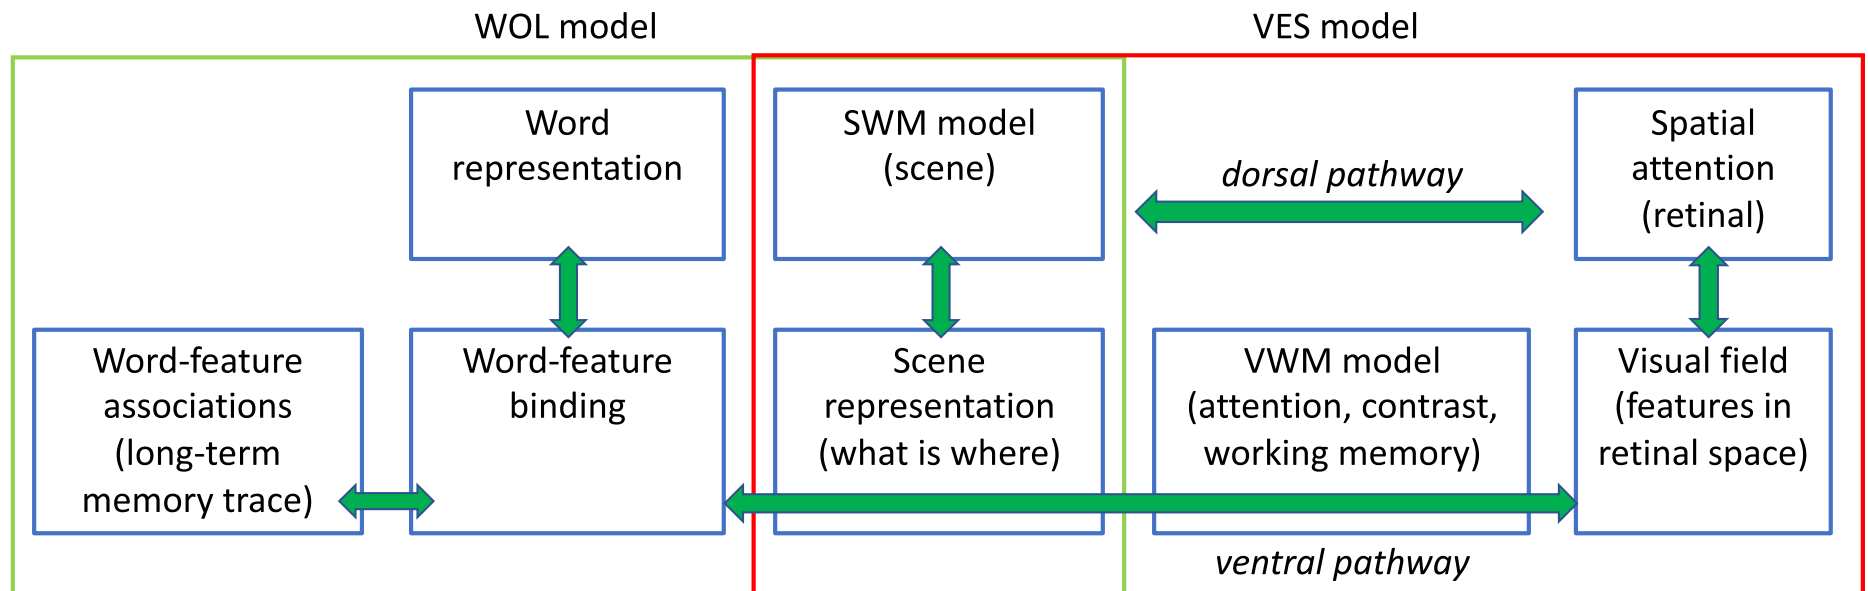 WOL model
VES model
Word
representation
SWM model
(scene)
dorsal pathway
Spatial
attention
(retinal)
Word-feature
associations
(long-term
memory trace)
Word-feature
binding
Scene
representation
(what is where)
VWM model
(attention, contrast,
working memory)
Visual field
(features in
retinal space)
ventral pathway